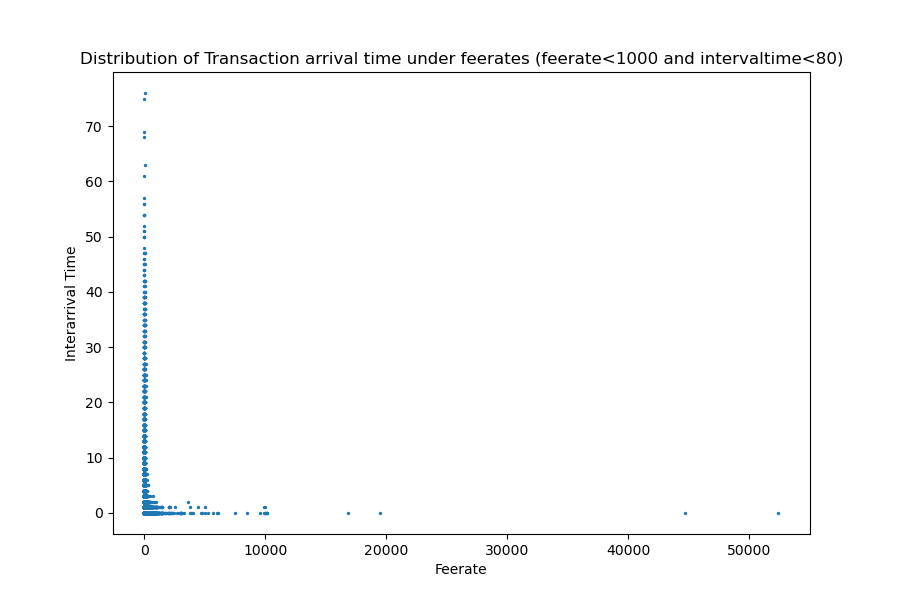 Distribution of Transaction arrival time under feerates (feerate<1000 and intervaltime<80)
70
60
50
40
30
20
10
0
Interarrival Time
0 10000 20000 30000 40000 50000
Feerate